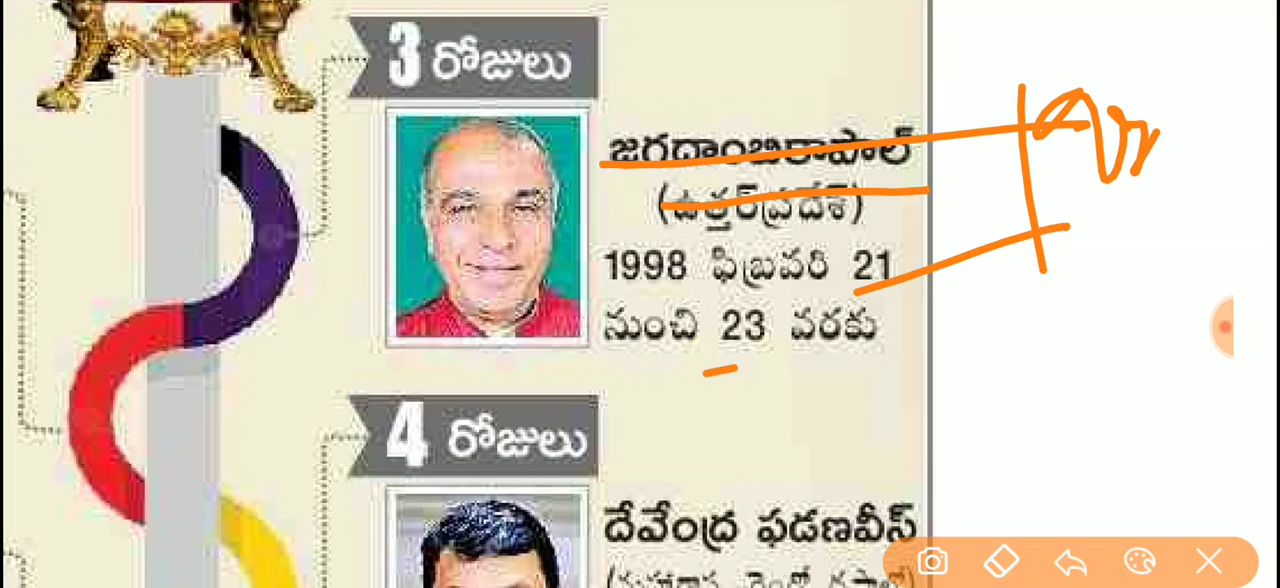 3 రోజులు
జగదాంబికాపాల్
(ఉత్తర్‌ప్రదేశ్)
1998 ఫిబ్రవరి 21
నుంచి 23 వరకు
4 రోజులు
దేవేంద్ర ఫడణవీస్